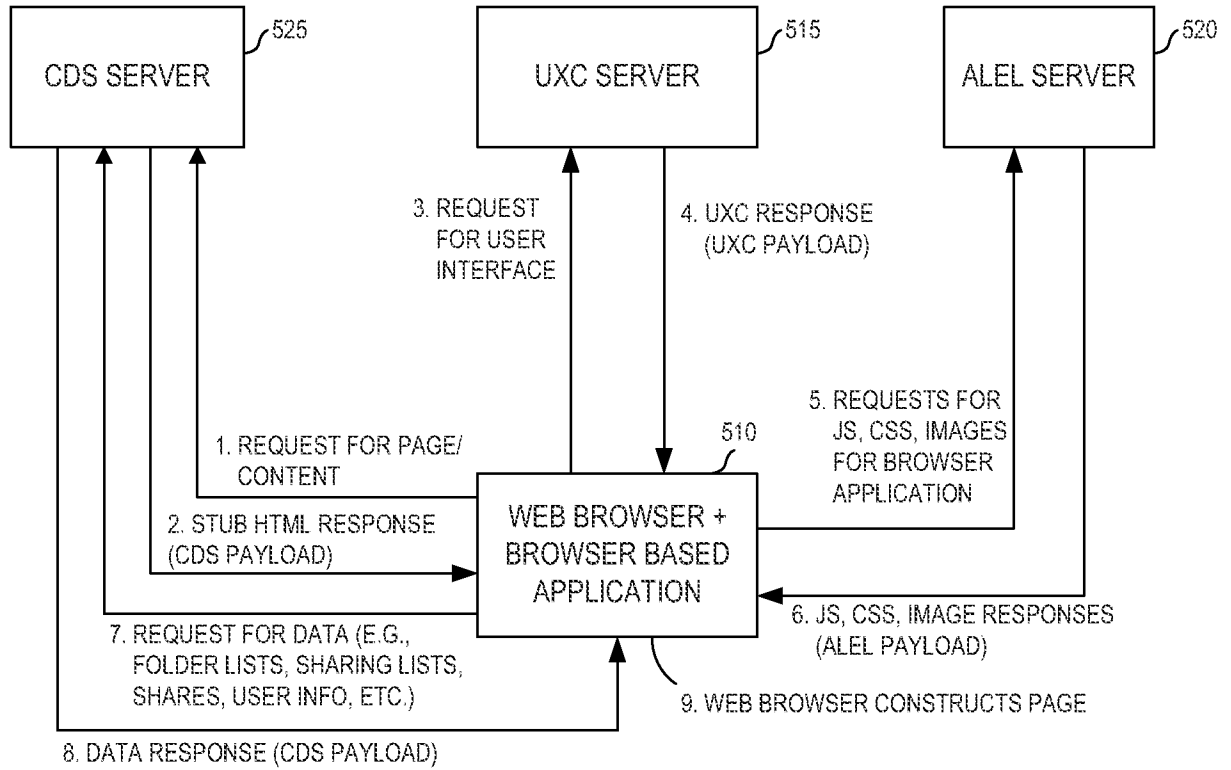 525
CDS SERVER
515
UXC SERVER
520
ALEL SERVER
3. REQUEST
FOR USER
INTERFACE
4. UXC RESPONSE
(UXC PAYLOAD)
5. REQUESTS FOR
JS, CSS, IMAGES
FOR BROWSER
APPLICATION
1. REQUEST FOR PAGE/
CONTENT
2. STUB HTML RESPONSE
(CDS PAYLOAD)
510
WEB BROWSER +
BROWSER BASED
APPLICATION
6. JS, CSS, IMAGE RESPONSES
(ALEL PAYLOAD)
7. REQUEST FOR DATA (E.G.,
FOLDER LISTS, SHARING LISTS,
SHARES, USER INFO, ETC.)
9. WEB BROWSER CONSTRUCTS PAGE
8. DATA RESPONSE (CDS PAYLOAD)